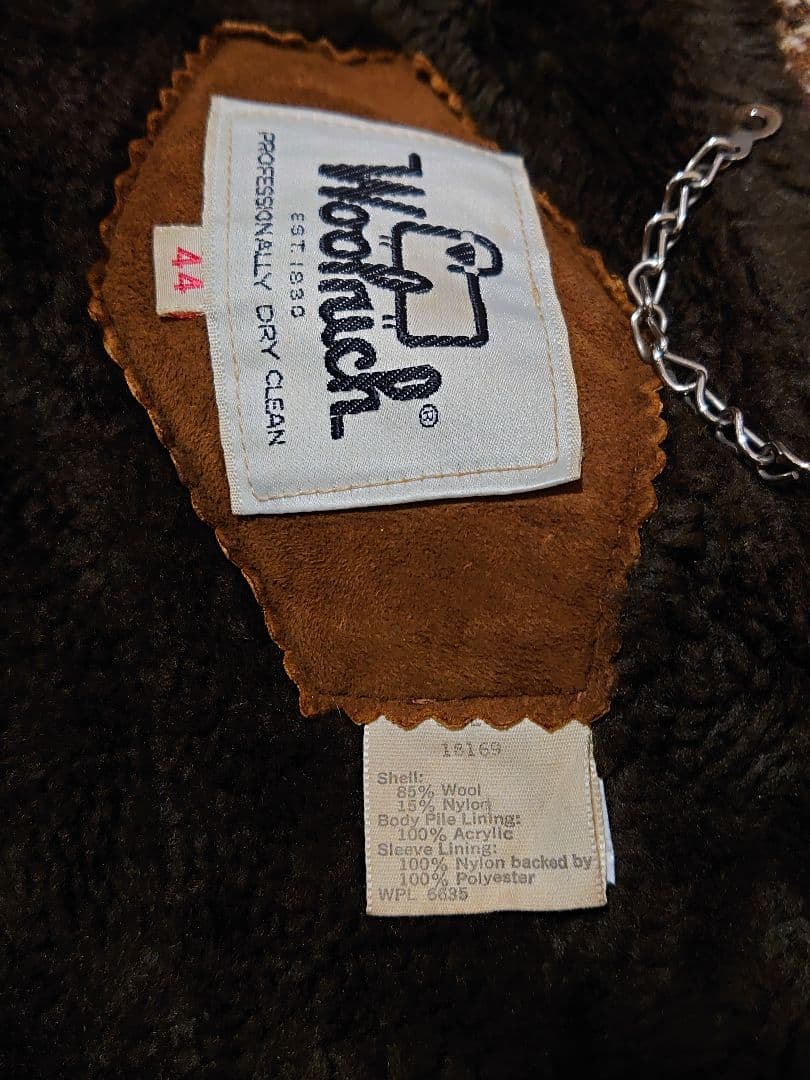 Woolrich®
EST. 1830
PROFESSIONALLY DRY CLEAN
44
18169
Shell:
85% Wool
15% Nylon
Body Pile Lining:
100% Acrylic
Sleeve Lining:
100% Nylon backed by
100% Polyester
WPL 6635